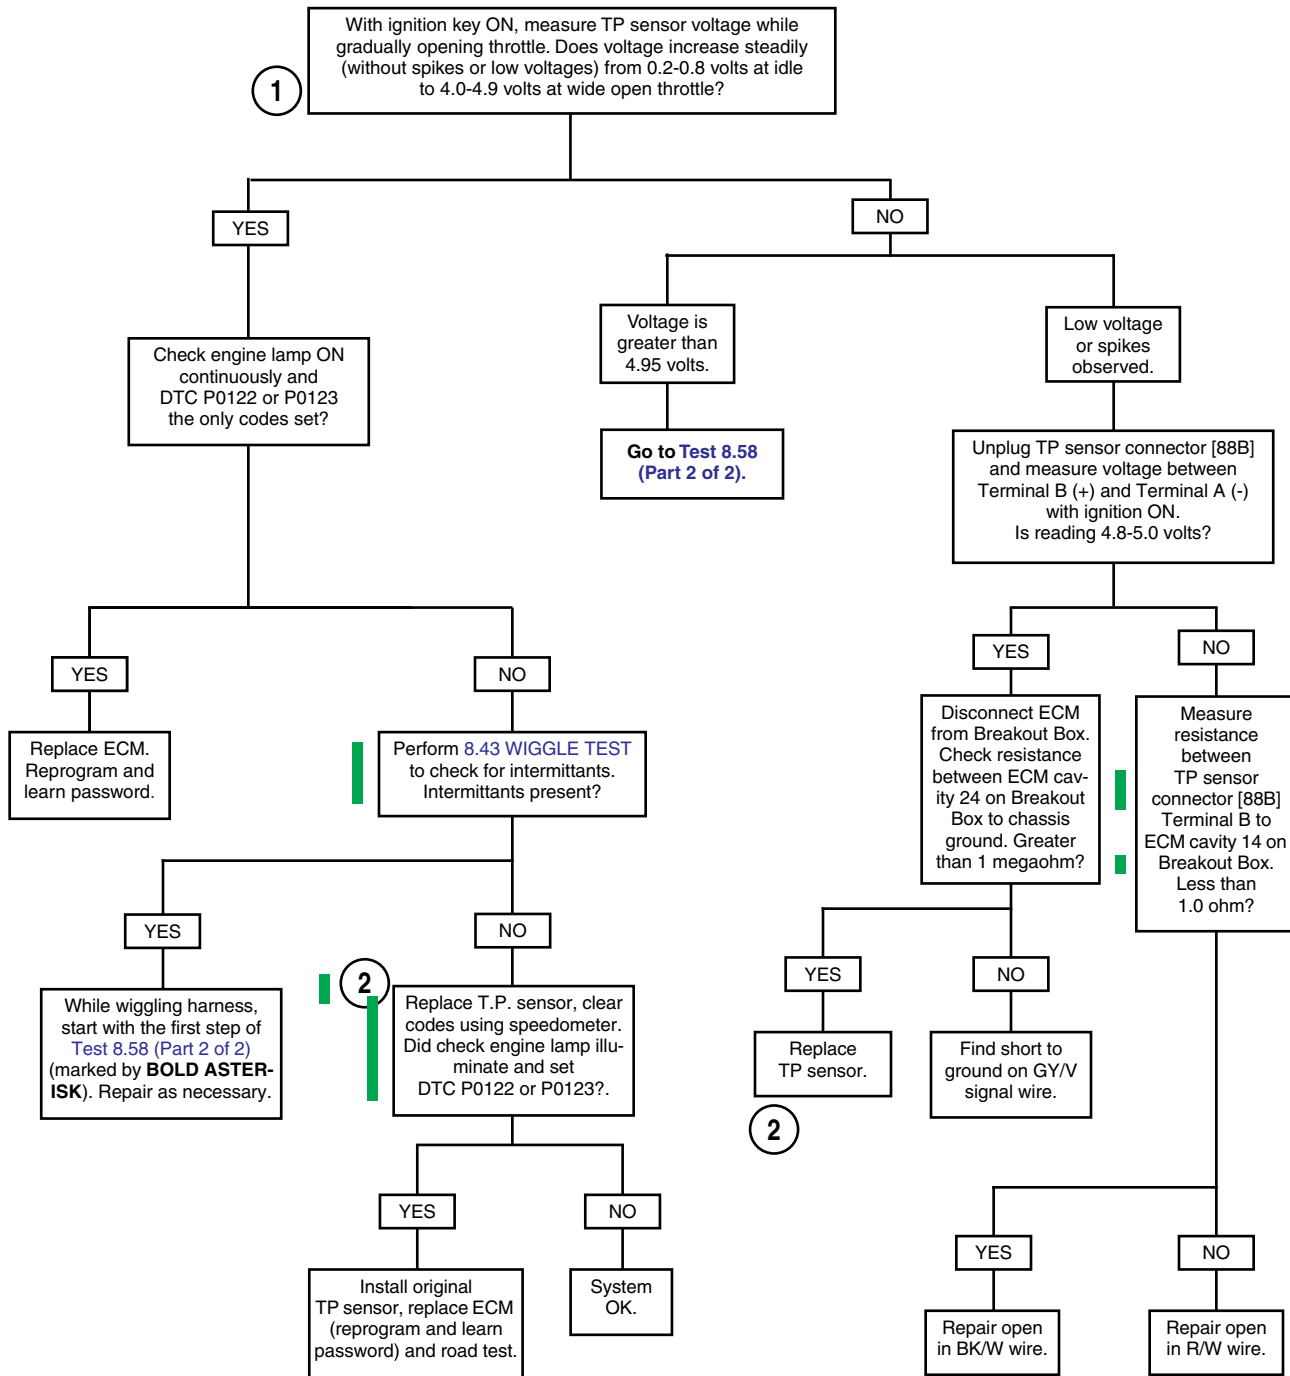 With ignition key ON, measure TP sensor voltage while
gradually opening throttle. Does voltage increase steadily
(without spikes or low voltages) from 0.2-0.8 volts at idle
to 4.0-4.9 volts at wide open throttle?
1
YES
NO
Check engine lamp ON
continuously and
DTC P0122 or P0123
the only codes set?
Voltage is
greater than
4.95 volts.
Low voltage
or spikes
observed.
Go to Test 8.58
(Part 2 of 2).
Unplug TP sensor connector [88B]
and measure voltage between
Terminal B (+) and Terminal A (-)
with ignition ON.
Is reading 4.8-5.0 volts?
YES
NO
YES
NO
Replace ECM.
Reprogram and
learn password.
Perform 8.43 WIGGLE TEST
to check for intermittants.
Intermittants present?
Disconnect ECM
from Breakout Box.
Check resistance
between ECM cav-
ity 24 on Breakout
Box to chassis
ground. Greater
than 1 megaohm?
Measure
resistance
between
TP sensor
connector [88B]
Terminal B to
ECM cavity 14 on
Breakout Box.
Less than
1.0 ohm?
YES
NO
YES
NO
While wiggling harness,
start with the first step of
Test 8.58 (Part 2 of 2)
(marked by BOLD ASTER-
ISK). Repair as necessary.
2
Replace T.P. sensor, clear
codes using speedometer.
Did check engine lamp illu-
minate and set
DTC P0122 or P0123?.
Replace
TP sensor.
2
Find short to
ground on GY/V
signal wire.
YES
NO
YES
NO
Install original
TP sensor, replace ECM
(reprogram and learn
password) and road test.
System
OK.
Repair open
in BK/W wire.
Repair open
in R/W wire.